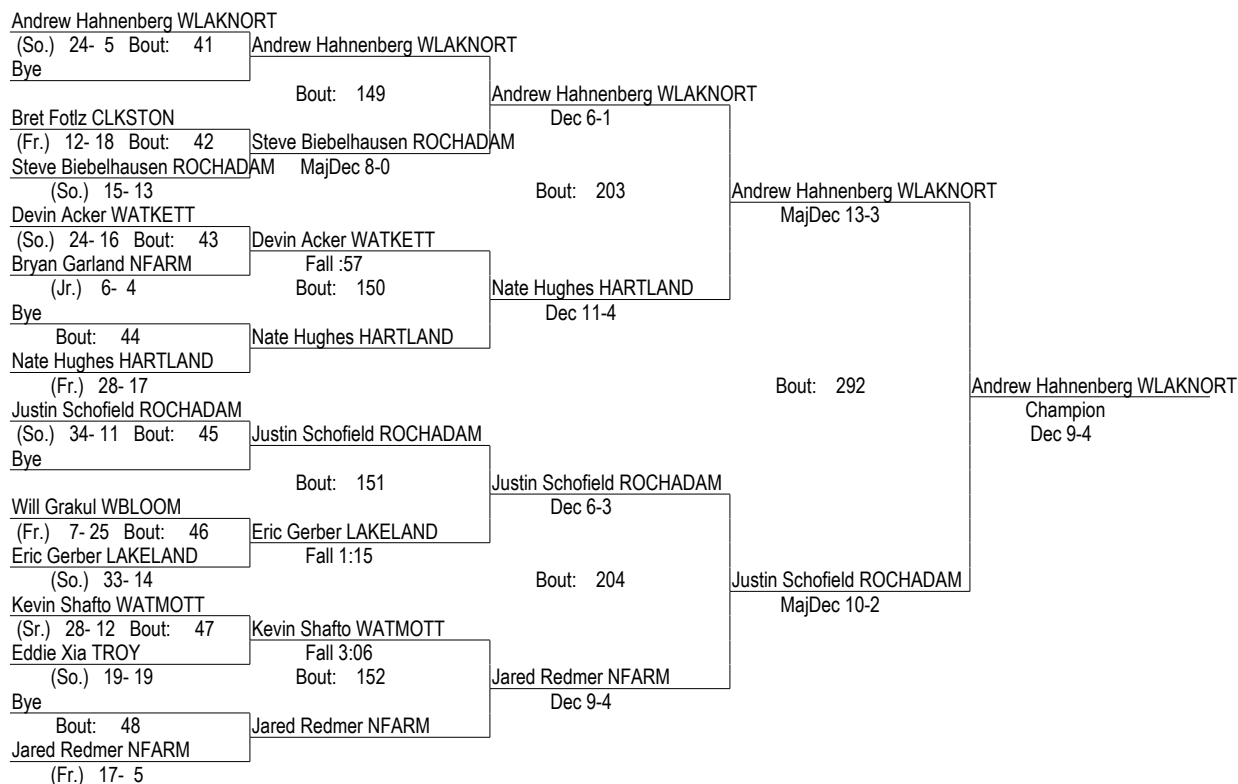 Andrew Hahnenberg WLAKNORT
(So.) 24- 5 Bout: 41
Andrew Hahnenberg WLAKNORT
Bye
Bout: 149
Andrew Hahnenberg WLAKNORT
Bret Fotlz CLKSTON
Dec 6-1
(Fr.) 12- 18 Bout: 42
Steve Biebelhausen ROCHADAM
Steve Biebelhausen ROCHADAM
MajDec 8-0
(So.) 15- 13
Bout: 203
Andrew Hahnenberg WLAKNORT
Devin Acker WATKETT
MajDec 13-3
(So.) 24- 16 Bout: 43
Devin Acker WATKETT
Bryan Garland NFARM
Fall :57
(Jr.) 6- 4
Bout: 150
Nate Hughes HARTLAND
Bye
Dec 11-4
Bout: 44
Nate Hughes HARTLAND
Nate Hughes HARTLAND
(Fr.) 28- 17
Bout: 292
Andrew Hahnenberg WLAKNORT
Justin Schofield ROCHADAM
Champion
(So.) 34- 11 Bout: 45
Justin Schofield ROCHADAM
Dec 9-4
Bye
Bout: 151
Justin Schofield ROCHADAM
Will Grakul WBLOOM
Dec 6-3
(Fr.) 7- 25 Bout: 46
Eric Gerber LAKELAND
Eric Gerber LAKELAND
Fall 1:15
(So.) 33- 14
Bout: 204
Justin Schofield ROCHADAM
Kevin Shafto WATMOTT
MajDec 10-2
(Sr.) 28- 12 Bout: 47
Kevin Shafto WATMOTT
Eddie Xia TROY
Fall 3:06
(So.) 19- 19
Bout: 152
Jared Redmer NFARM
Bye
Dec 9-4
Bout: 48
Jared Redmer NFARM
Jared Redmer NFARM
(Fr.) 17- 5